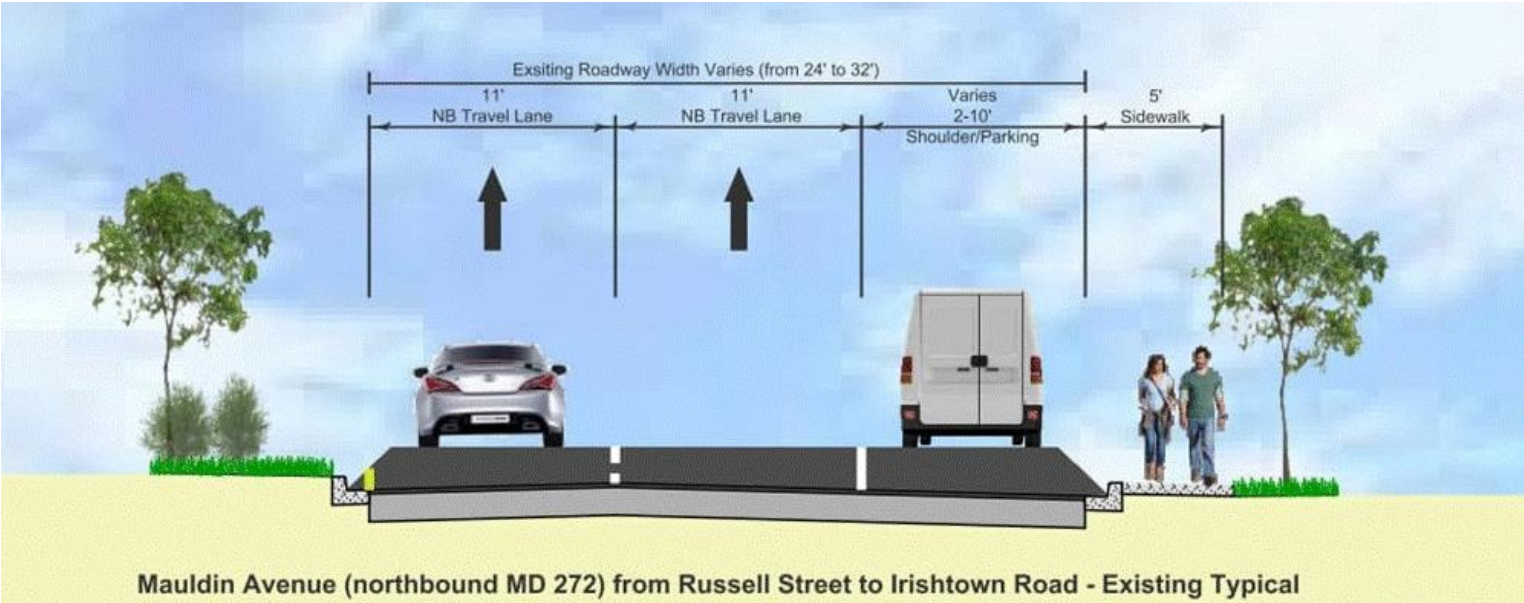 Exsiting Roadway Width Varies (from 24' to 32')
11'
NB Travel Lane
11'
NB Travel Lane
Varies
2-10'
Shoulder/Parking
5'
Sidewalk
Mauldin Avenue (northbound MD 272) from Russell Street to Irishtown Road - Existing Typical